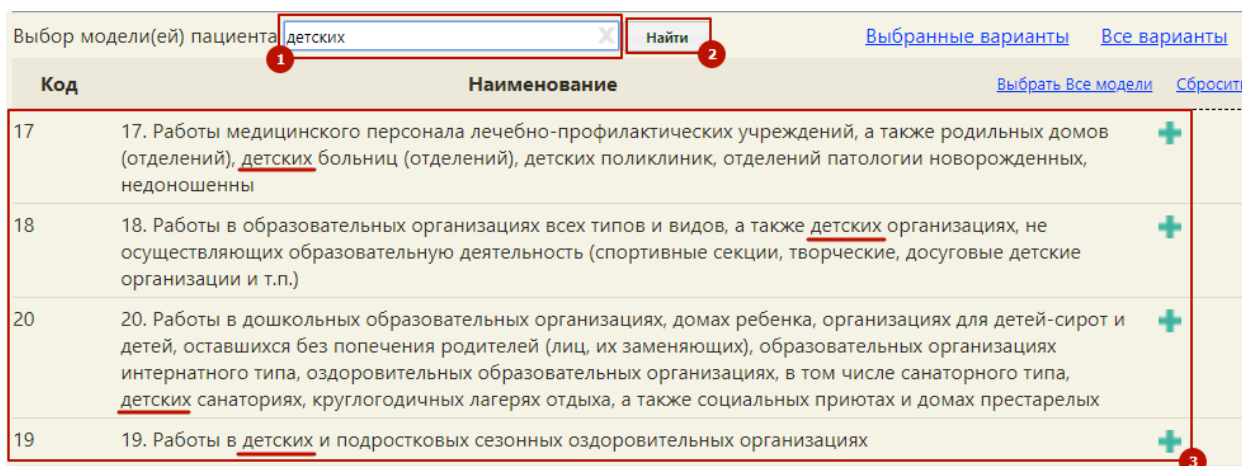 Выбор модели(ей) пациента детских X Найти Выбранные варианты Все варианты
1 2
Код Наименование Выбрать Все модели Сбросить
17 17. Работы медицинского персонала лечебно-профилактических учреждений, а также родильных домов
(отделений), детских больниц (отделений), детских поликлиник, отделений патологии новорожденных,
недоношенны
18 18. Работы в образовательных организациях всех типов и видов, а также детских организациях, не
осуществляющих образовательную деятельность (спортивные секции, творческие, досуговые детские
организации и т.п.)
20 20. Работы в дошкольных образовательных организациях, домах ребенка, организациях для детей-сирот и
детей, оставшихся без попечения родителей (лиц, их заменяющих), образовательных организациях
интернатного типа, оздоровительных образовательных организациях, в том числе санаторного типа,
детских санаториях, круглогодичных лагерях отдыха, а также социальных приютах и домах престарелых
19 19. Работы в детских и подростковых сезонных оздоровительных организациях
3